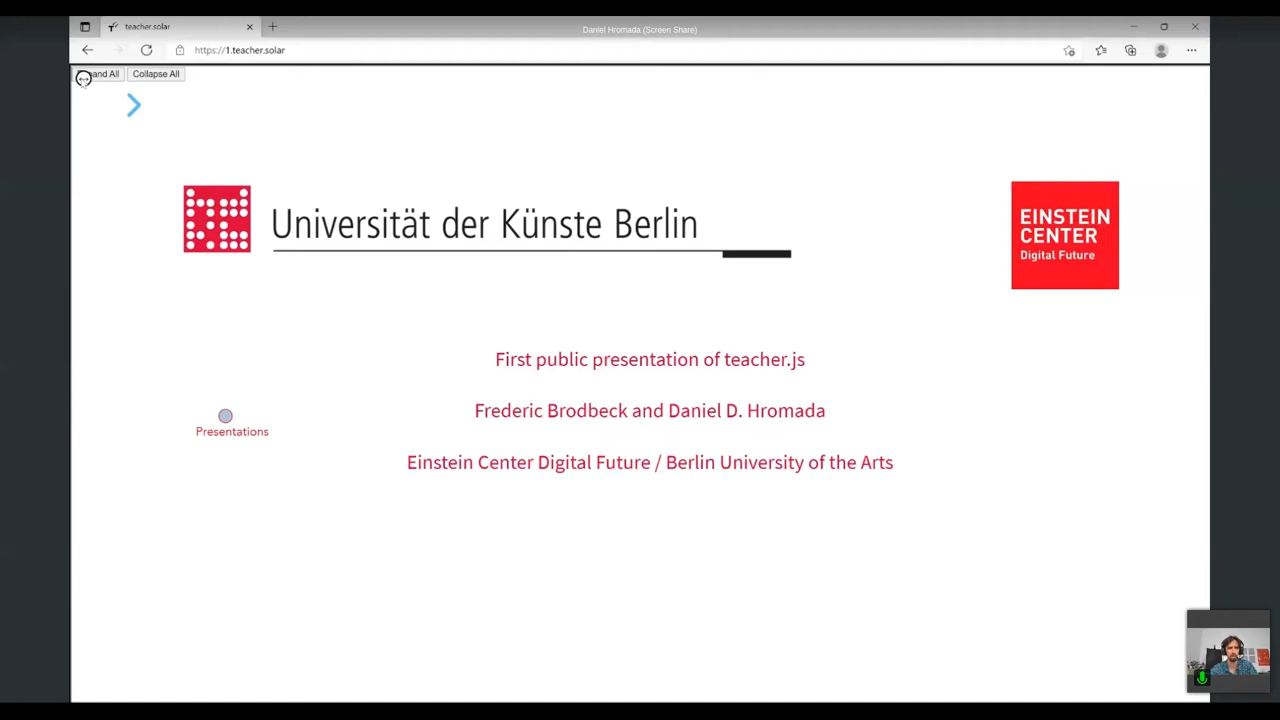 teacher.solar
Daniel Hromada (Screen Share)
https://1.teacher.solar
and All
Collapse All
Universität der Künste Berlin
EINSTEIN
CENTER
Digital Future
First public presentation of teacher.js
Frederic Brodbeck and Daniel D. Hromada
Presentations
Einstein Center Digital Future / Berlin University of the Arts